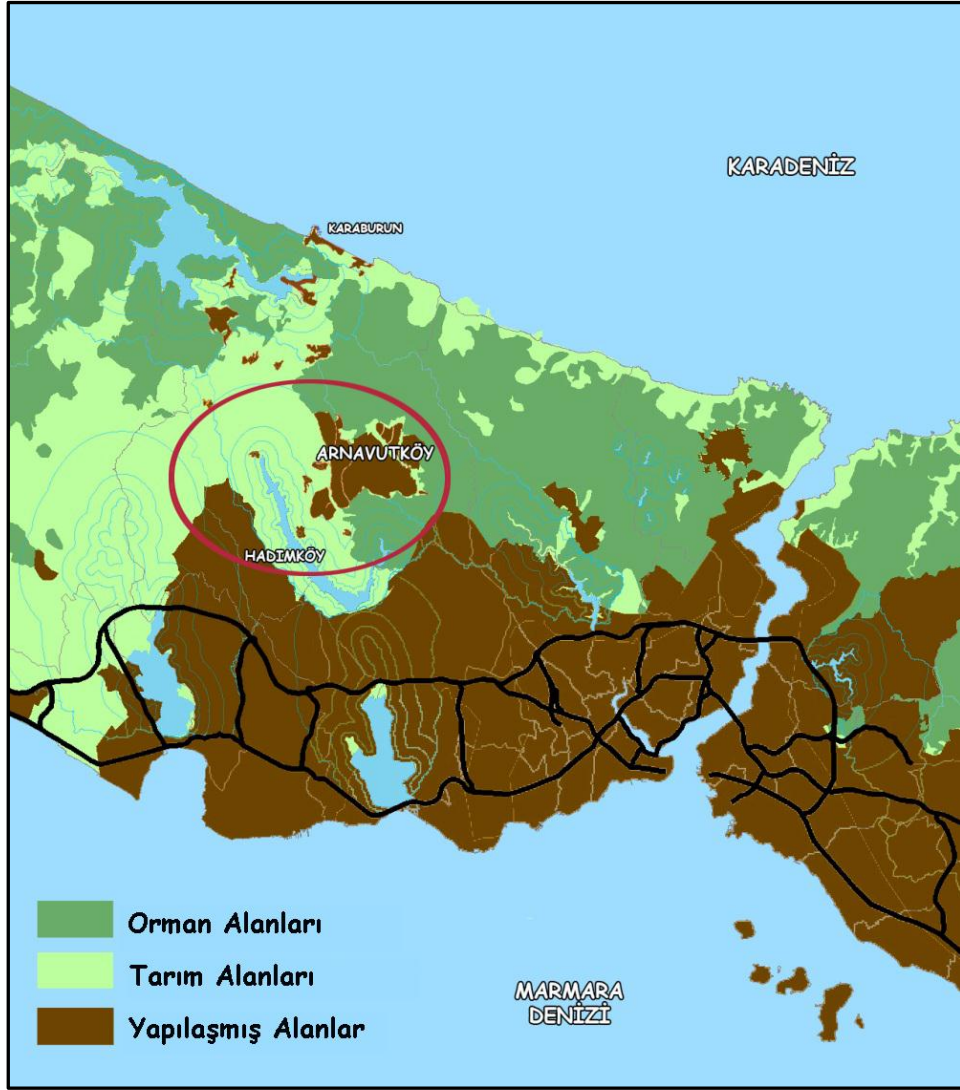 KARADENİZ
KARABURUN
ARNAVUTKÖY
HADIMKÖY
Orman Alanları
Tarım Alanları
Yapılaşmış Alanlar
MARMARA
DENİZİ